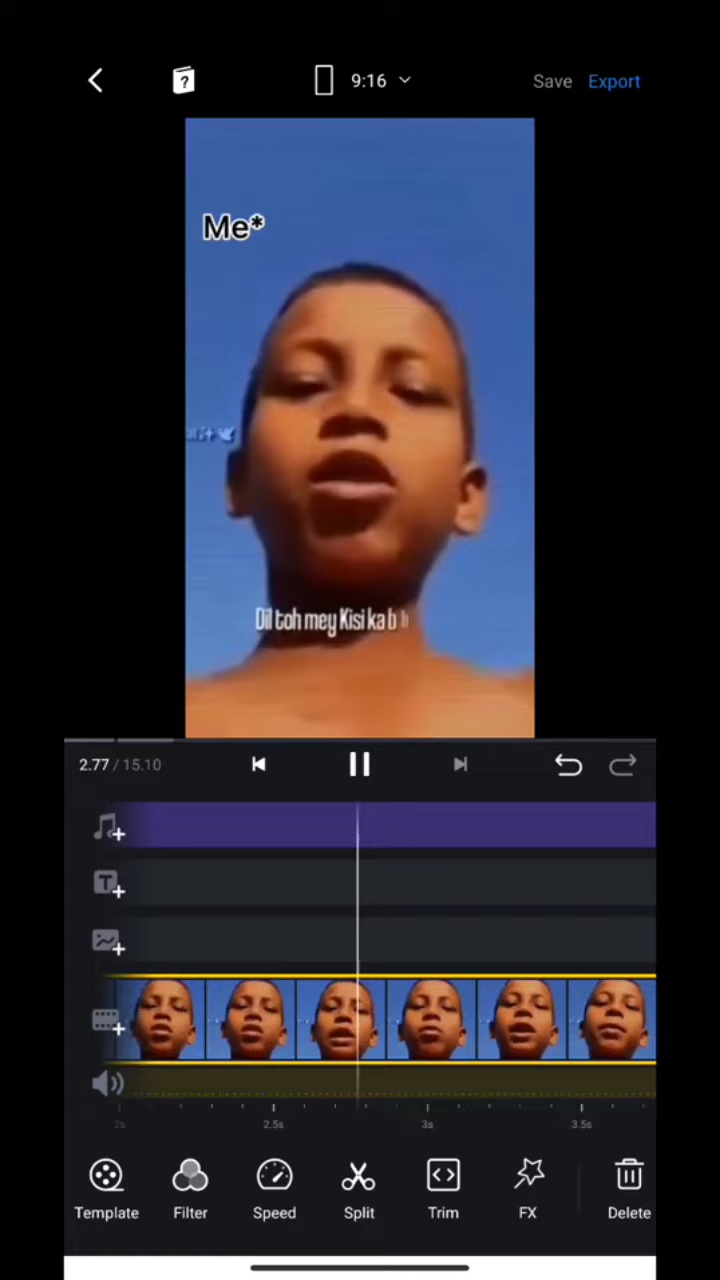 9:16
Save
Export
Me*
Dil toh mey Kisi ka b h
2.77 / 15.10
T
2s
2.5s
3s
3.5s
Template
Filter
Speed
Split
Trim
FX
Delete